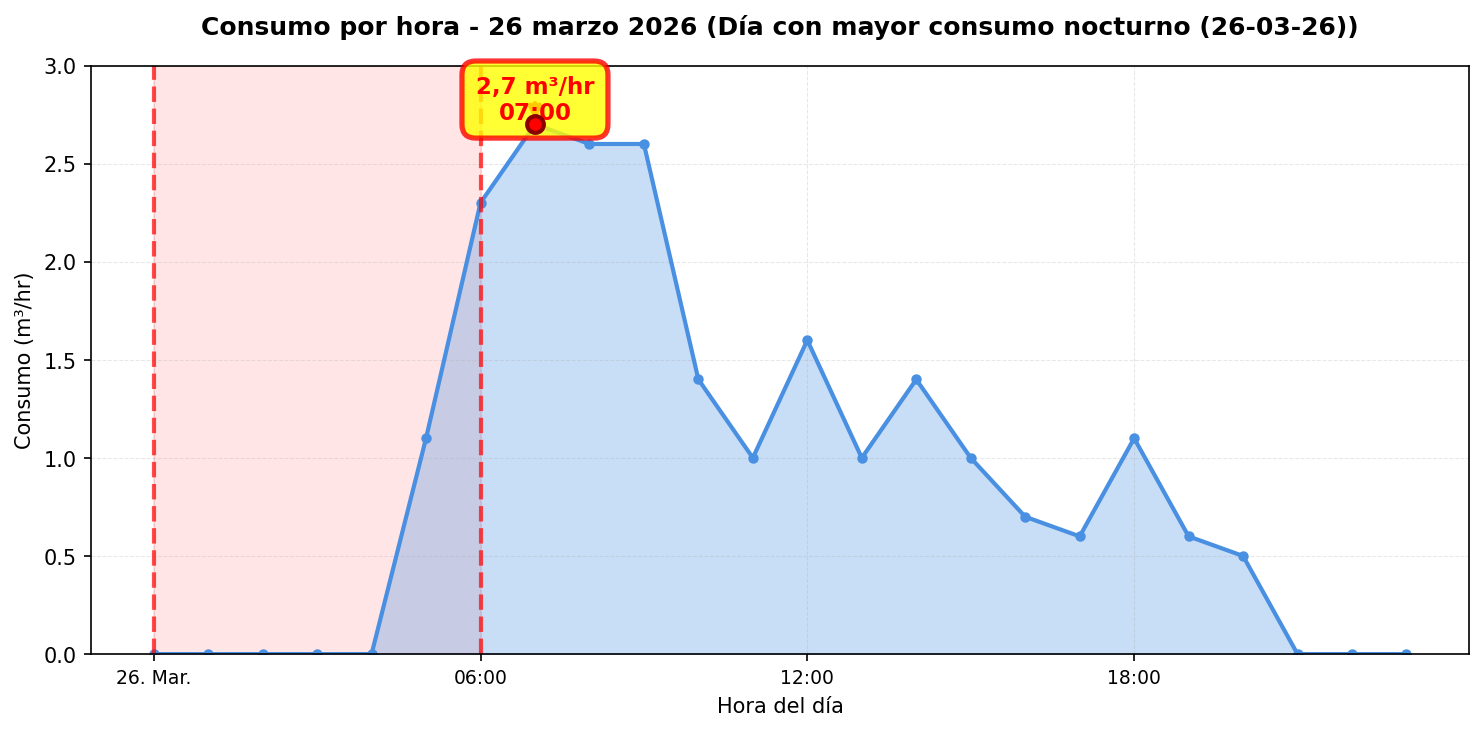 Consumo por hora - 26 marzo 2026 (Día con mayor consumo nocturno (26-03-26))
3.0
2,7 m³/hr
07:00
2.5
2.0
1.5
1.0
0.5
0.0
Consumo (m³/hr)
26. Mar.
06:00
12:00
18:00
Hora del día